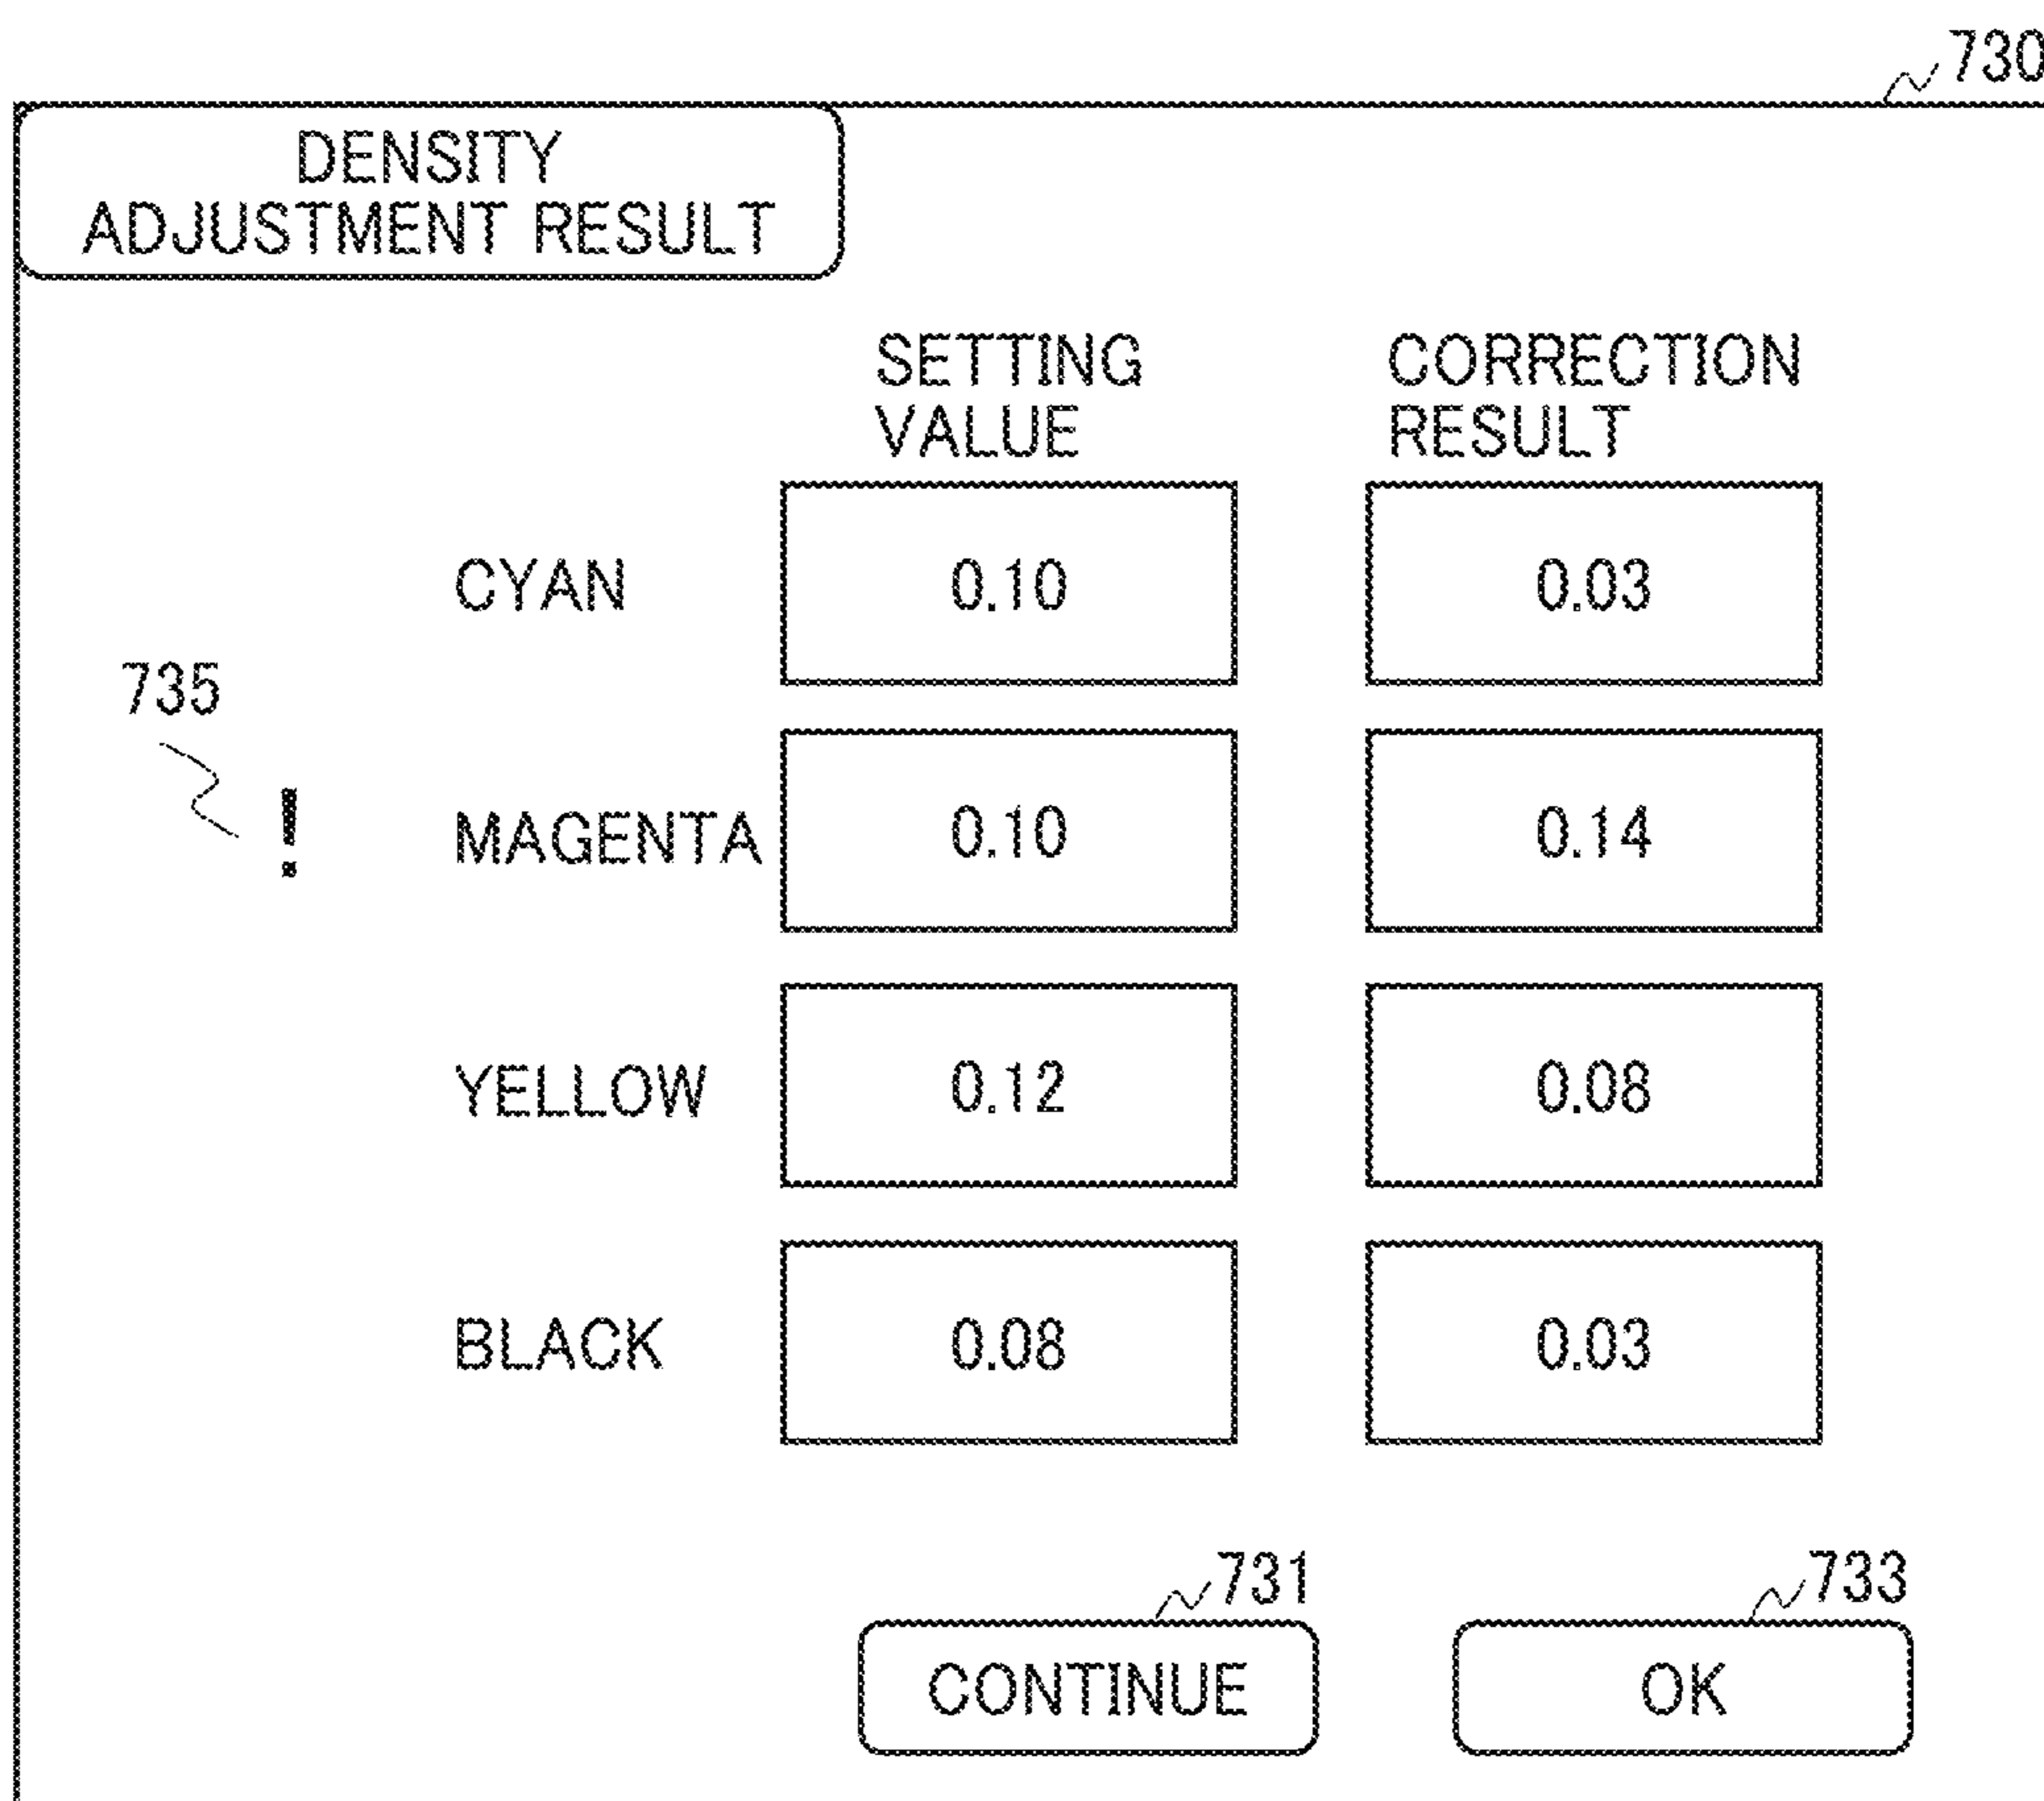 730
DENSITY
ADJUSTMENT RESULT
SETTING VALUE
CORRECTION RESULT
CYAN 0.10 0.03
735
! MAGENTA 0.10 0.14
YELLOW 0.12 0.08
BLACK 0.08 0.03
731 733
CONTINUE OK